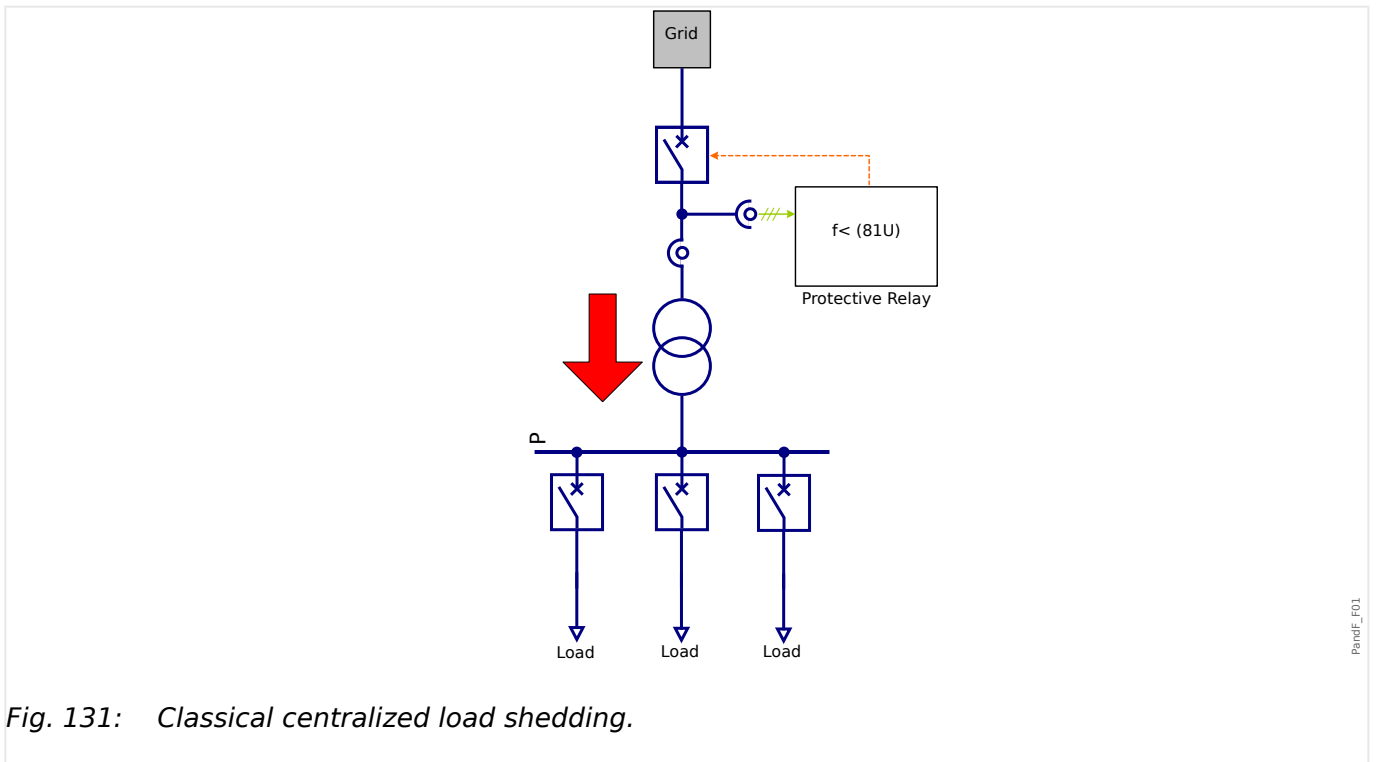 Grid
f< (81U)
Protective Relay
P
Load
Load
Load
PandF_F01
Fig. 131: Classical centralized load shedding.